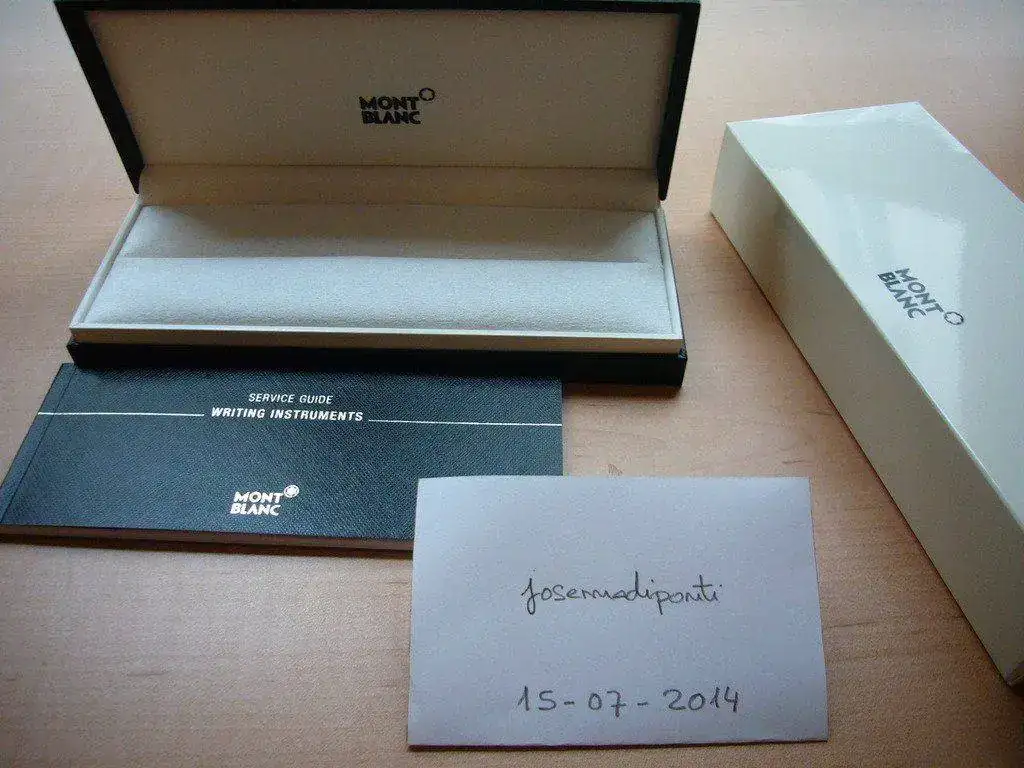 MONT
BLANC
MONT
BLANC
SERVICE GUIDE
WRITING INSTRUMENTS
MONT
BLANC
josemadiponti
15-07-2014